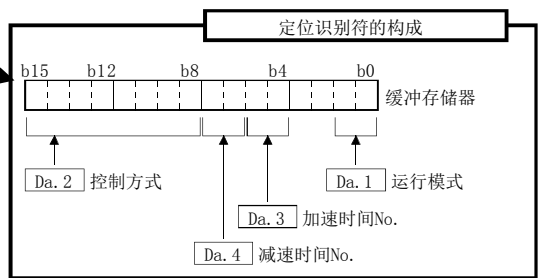 定位识别符的构成
b15 b12 b8 b4 b0
缓冲存储器
Da.2 控制方式
Da.1 运行模式
Da.3 加速时间No.
Da.4 减速时间No.